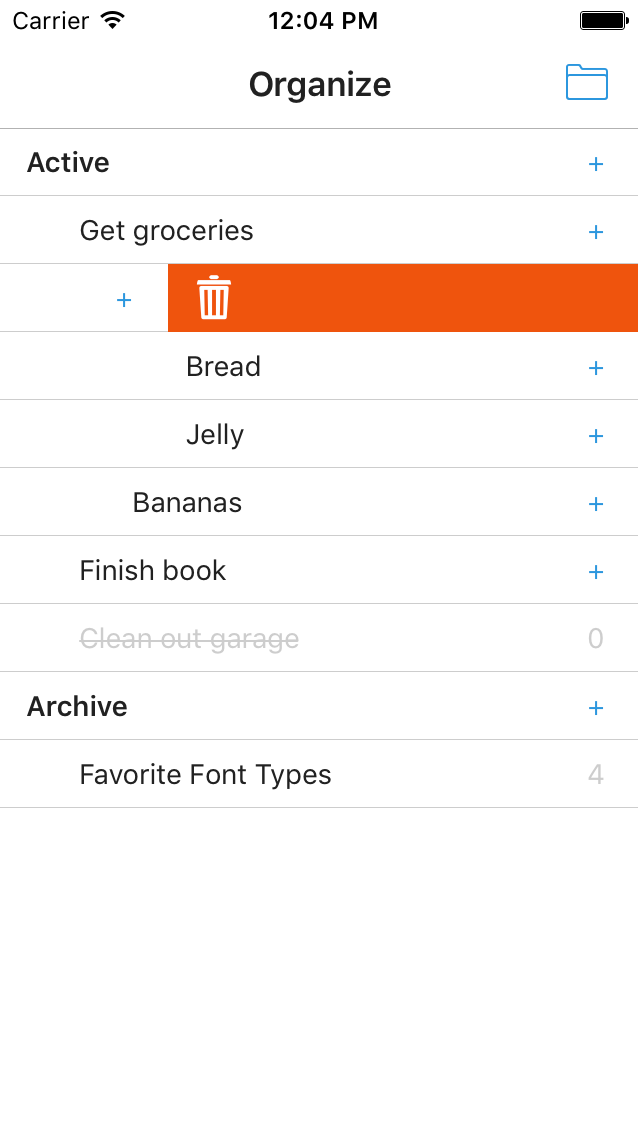 Carrier 12:04 PM
Organize
Active +
Get groceries +
+
Bread +
Jelly +
Bananas +
Finish book +
Clean out garage 0
Archive +
Favorite Font Types 4